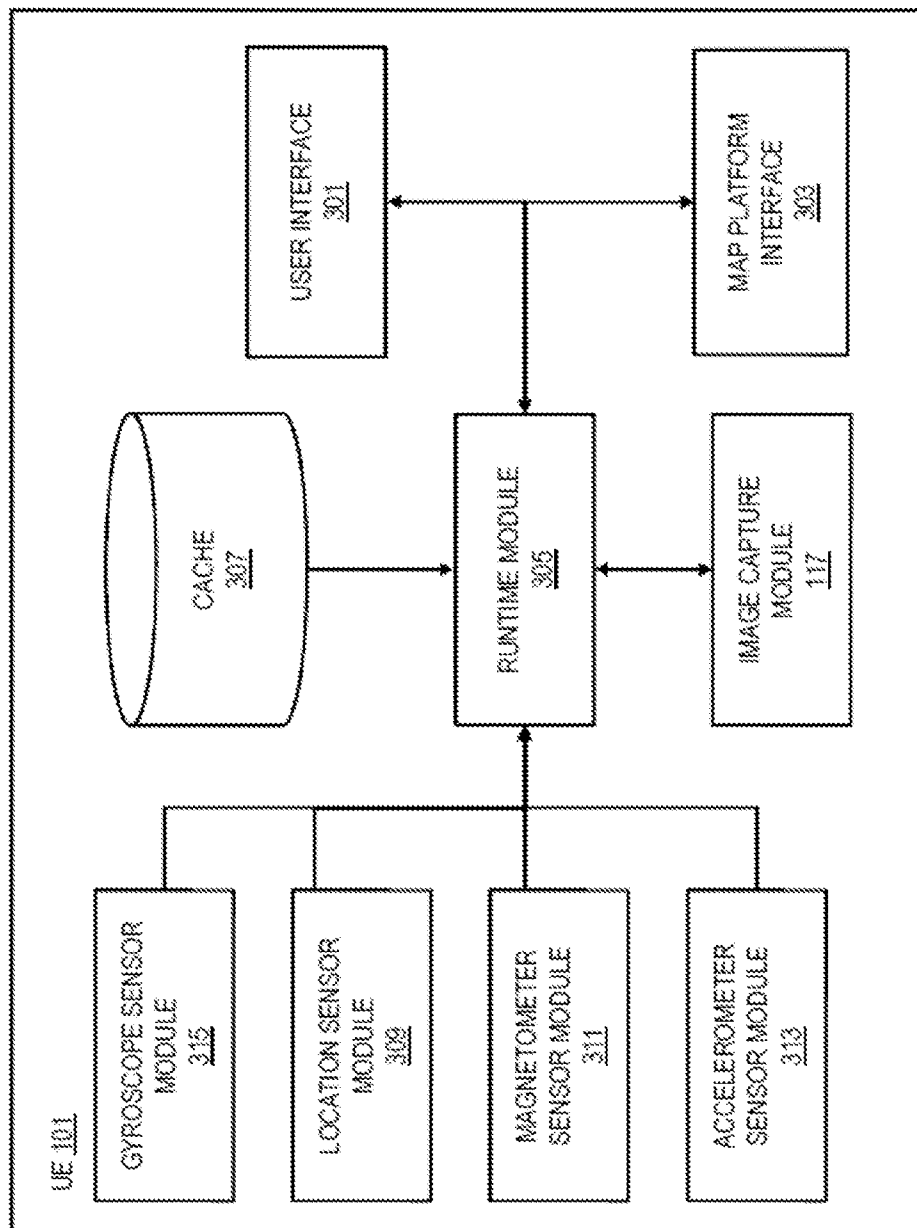 UE 101
GYROSCOPE SENSOR
MODULE
315
LOCATION SENSOR
MODULE
309
MAGNETOMETER
SENSOR MODULE
311
ACCELEROMETER
SENSOR MODULE
313
CACHE
307
RUNTIME MODULE
305
IMAGE CAPTURE
MODULE
117
USER INTERFACE
301
MAP PLATFORM
INTERFACE
303